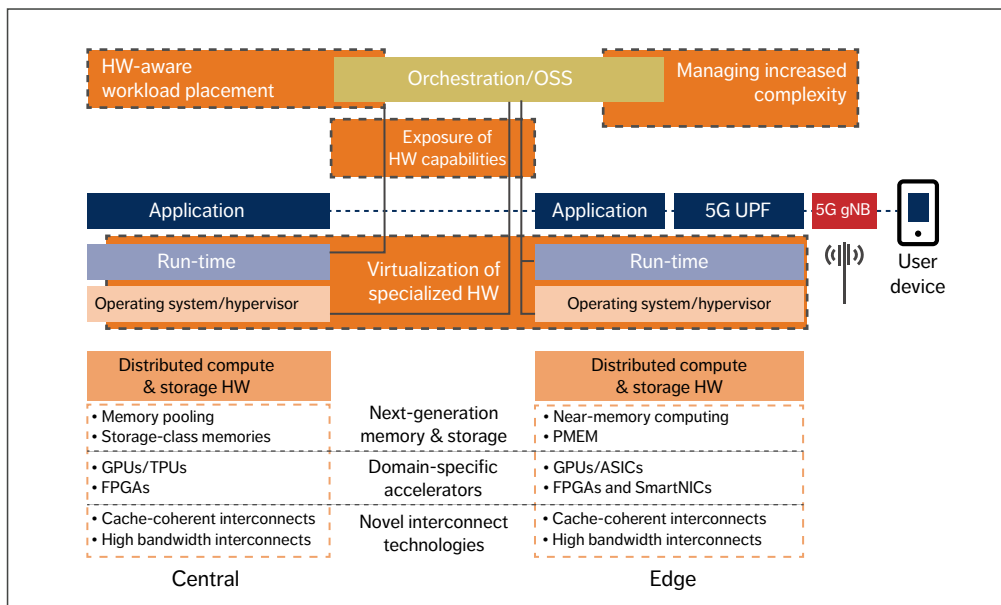 HW-aware
workload placement
Orchestration/OSS
Managing increased
complexity
Exposure of
HW capabilities
Application
Application
5G UPF
5G gNB
Run-time
Virtualization of
specialized HW
Run-time
Operating system/hypervisor
Operating system/hypervisor
User
device
Distributed compute
& storage HW
Distributed compute
& storage HW
• Memory pooling
• Storage-class memories
Next-generation
memory & storage
• Near-memory computing
• PMEM
• GPUs/TPUs
• FPGAs
Domain-specific
accelerators
• GPUs/ASICs
• FPGAs and SmartNICs
• Cache-coherent interconnects
• High bandwidth interconnects
Novel interconnect
technologies
• Cache-coherent interconnects
• High bandwidth interconnects
Central
Edge